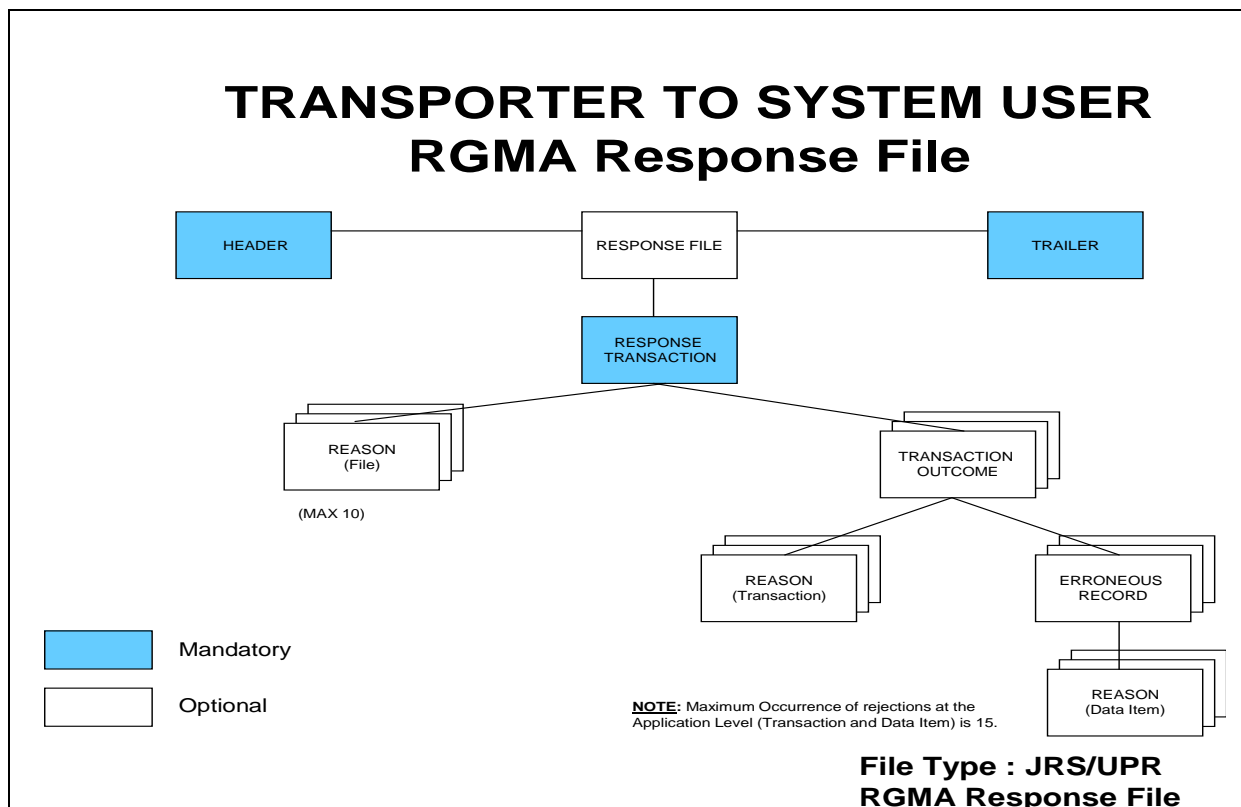 TRANSPORTER TO SYSTEM USER
RGMA Response File
HEADER
RESPONSE FILE
TRAILER
RESPONSE
TRANSACTION
REASON
(File)
(MAX 10)
TRANSACTION
OUTCOME
REASON
(Transaction)
ERRONEOUS
RECORD
Mandatory
Optional
REASON
(Data Item)
NOTE: Maximum Occurrence of rejections at the
Application Level (Transaction and Data Item) is 15.
File Type : JRS/UPR
RGMA Response File